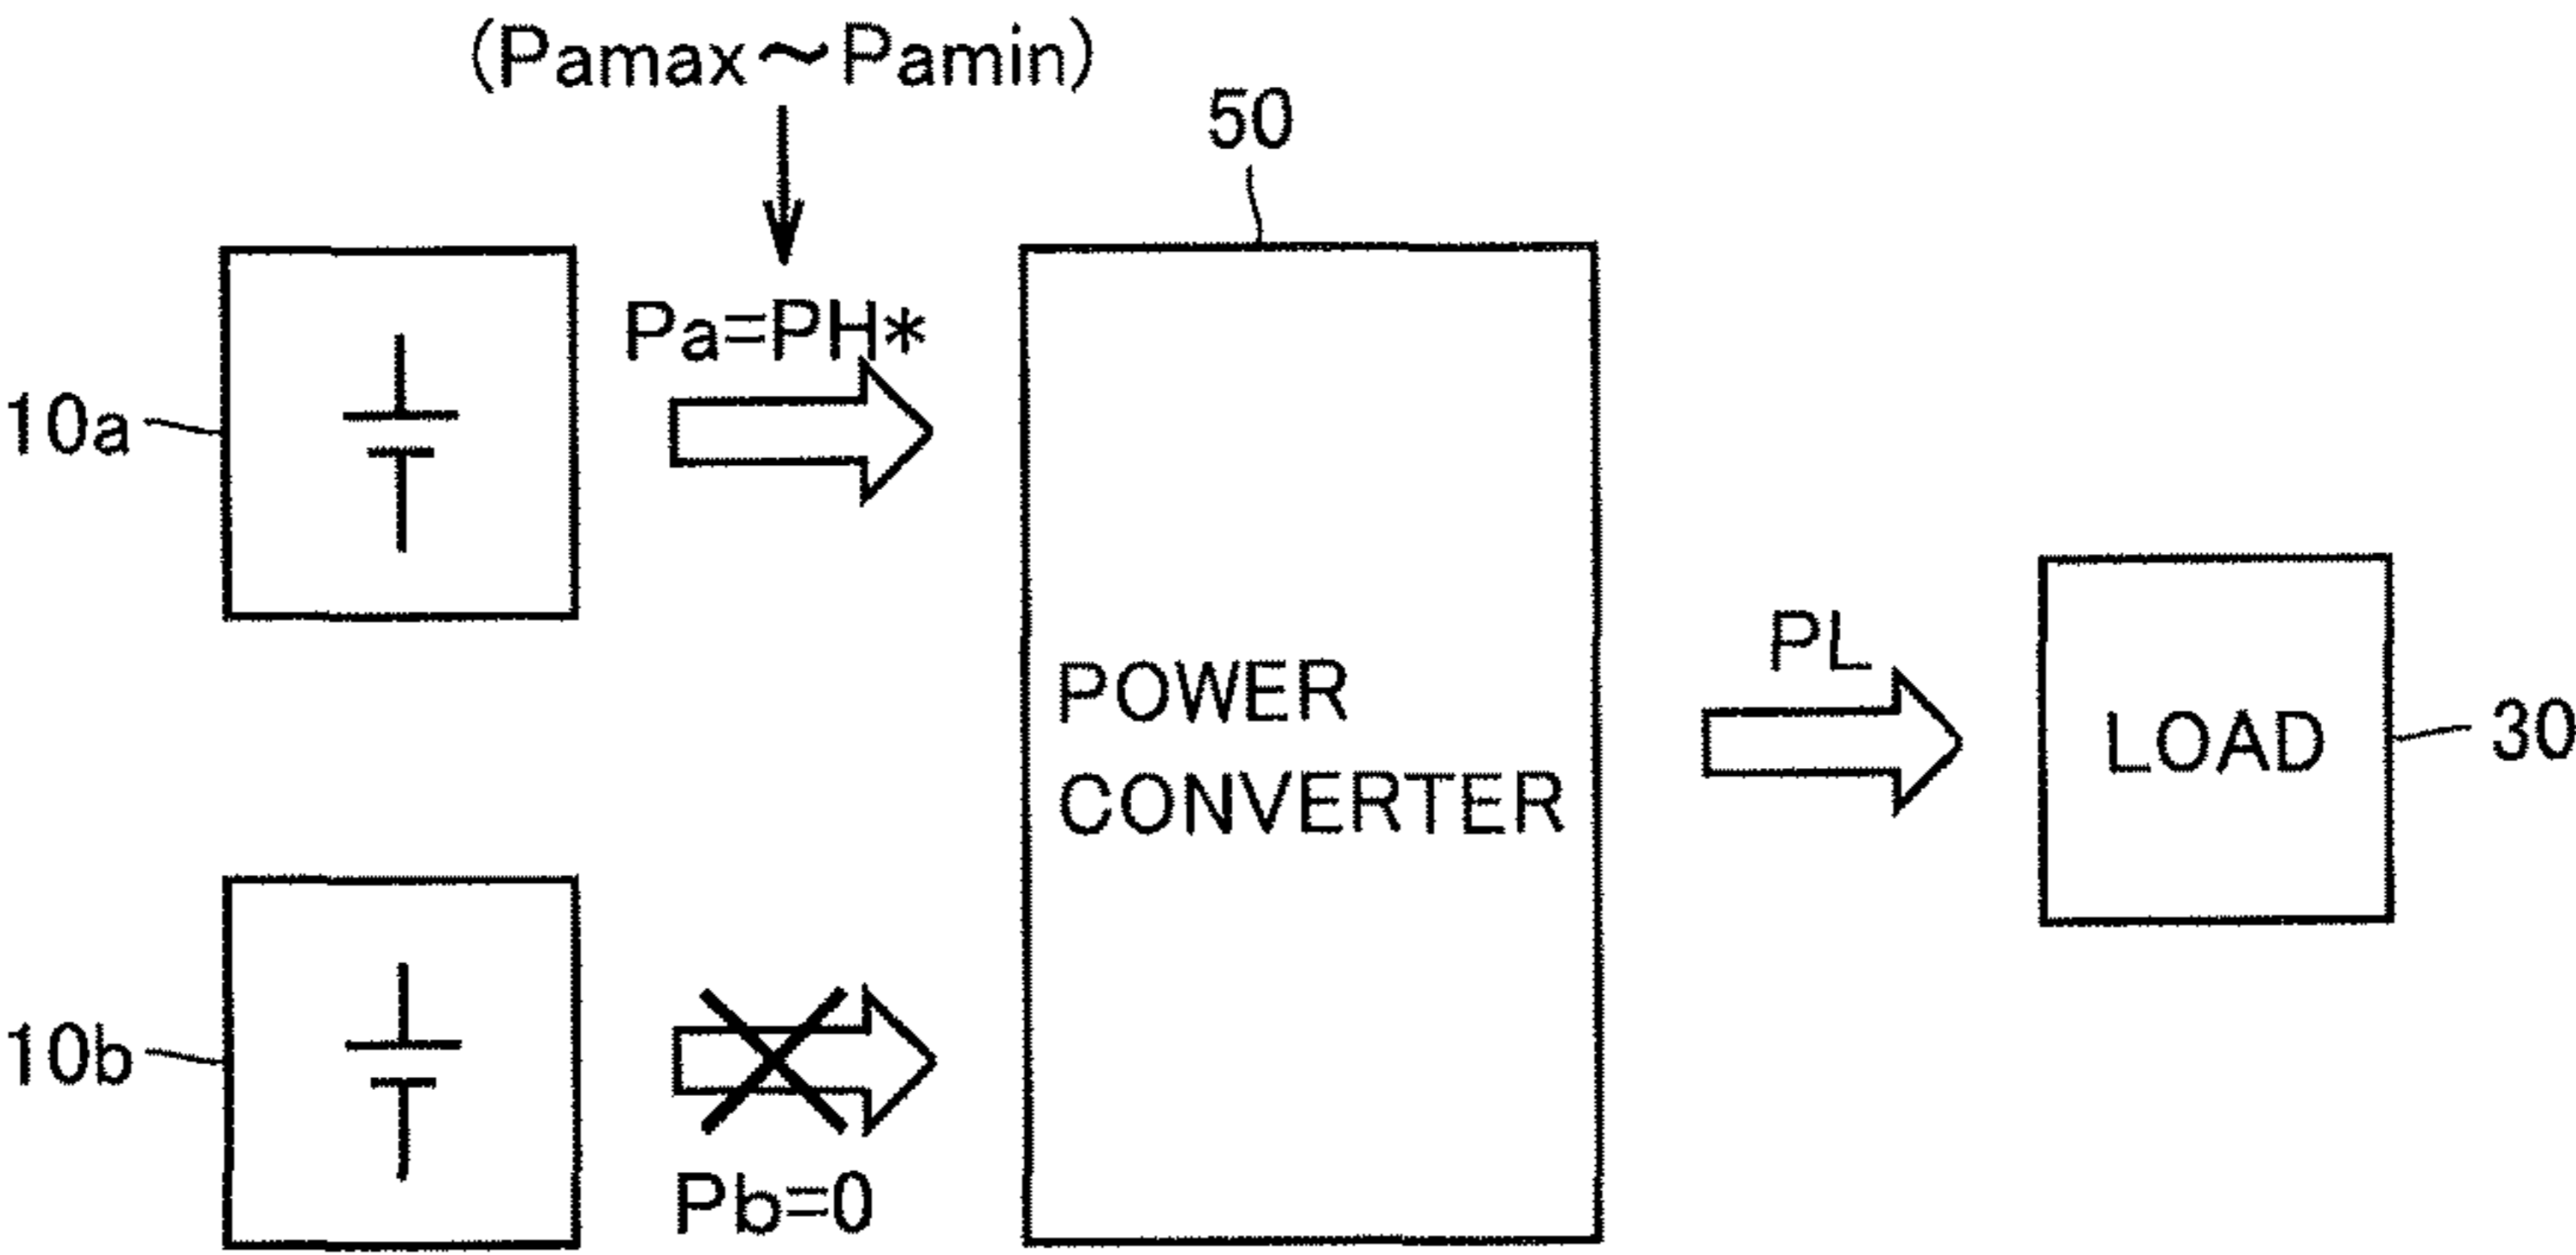 (Pamax～Pamin)
50
Pa=PH*
10a
PL
POWER
CONVERTER
LOAD
30
10b
Pb=0